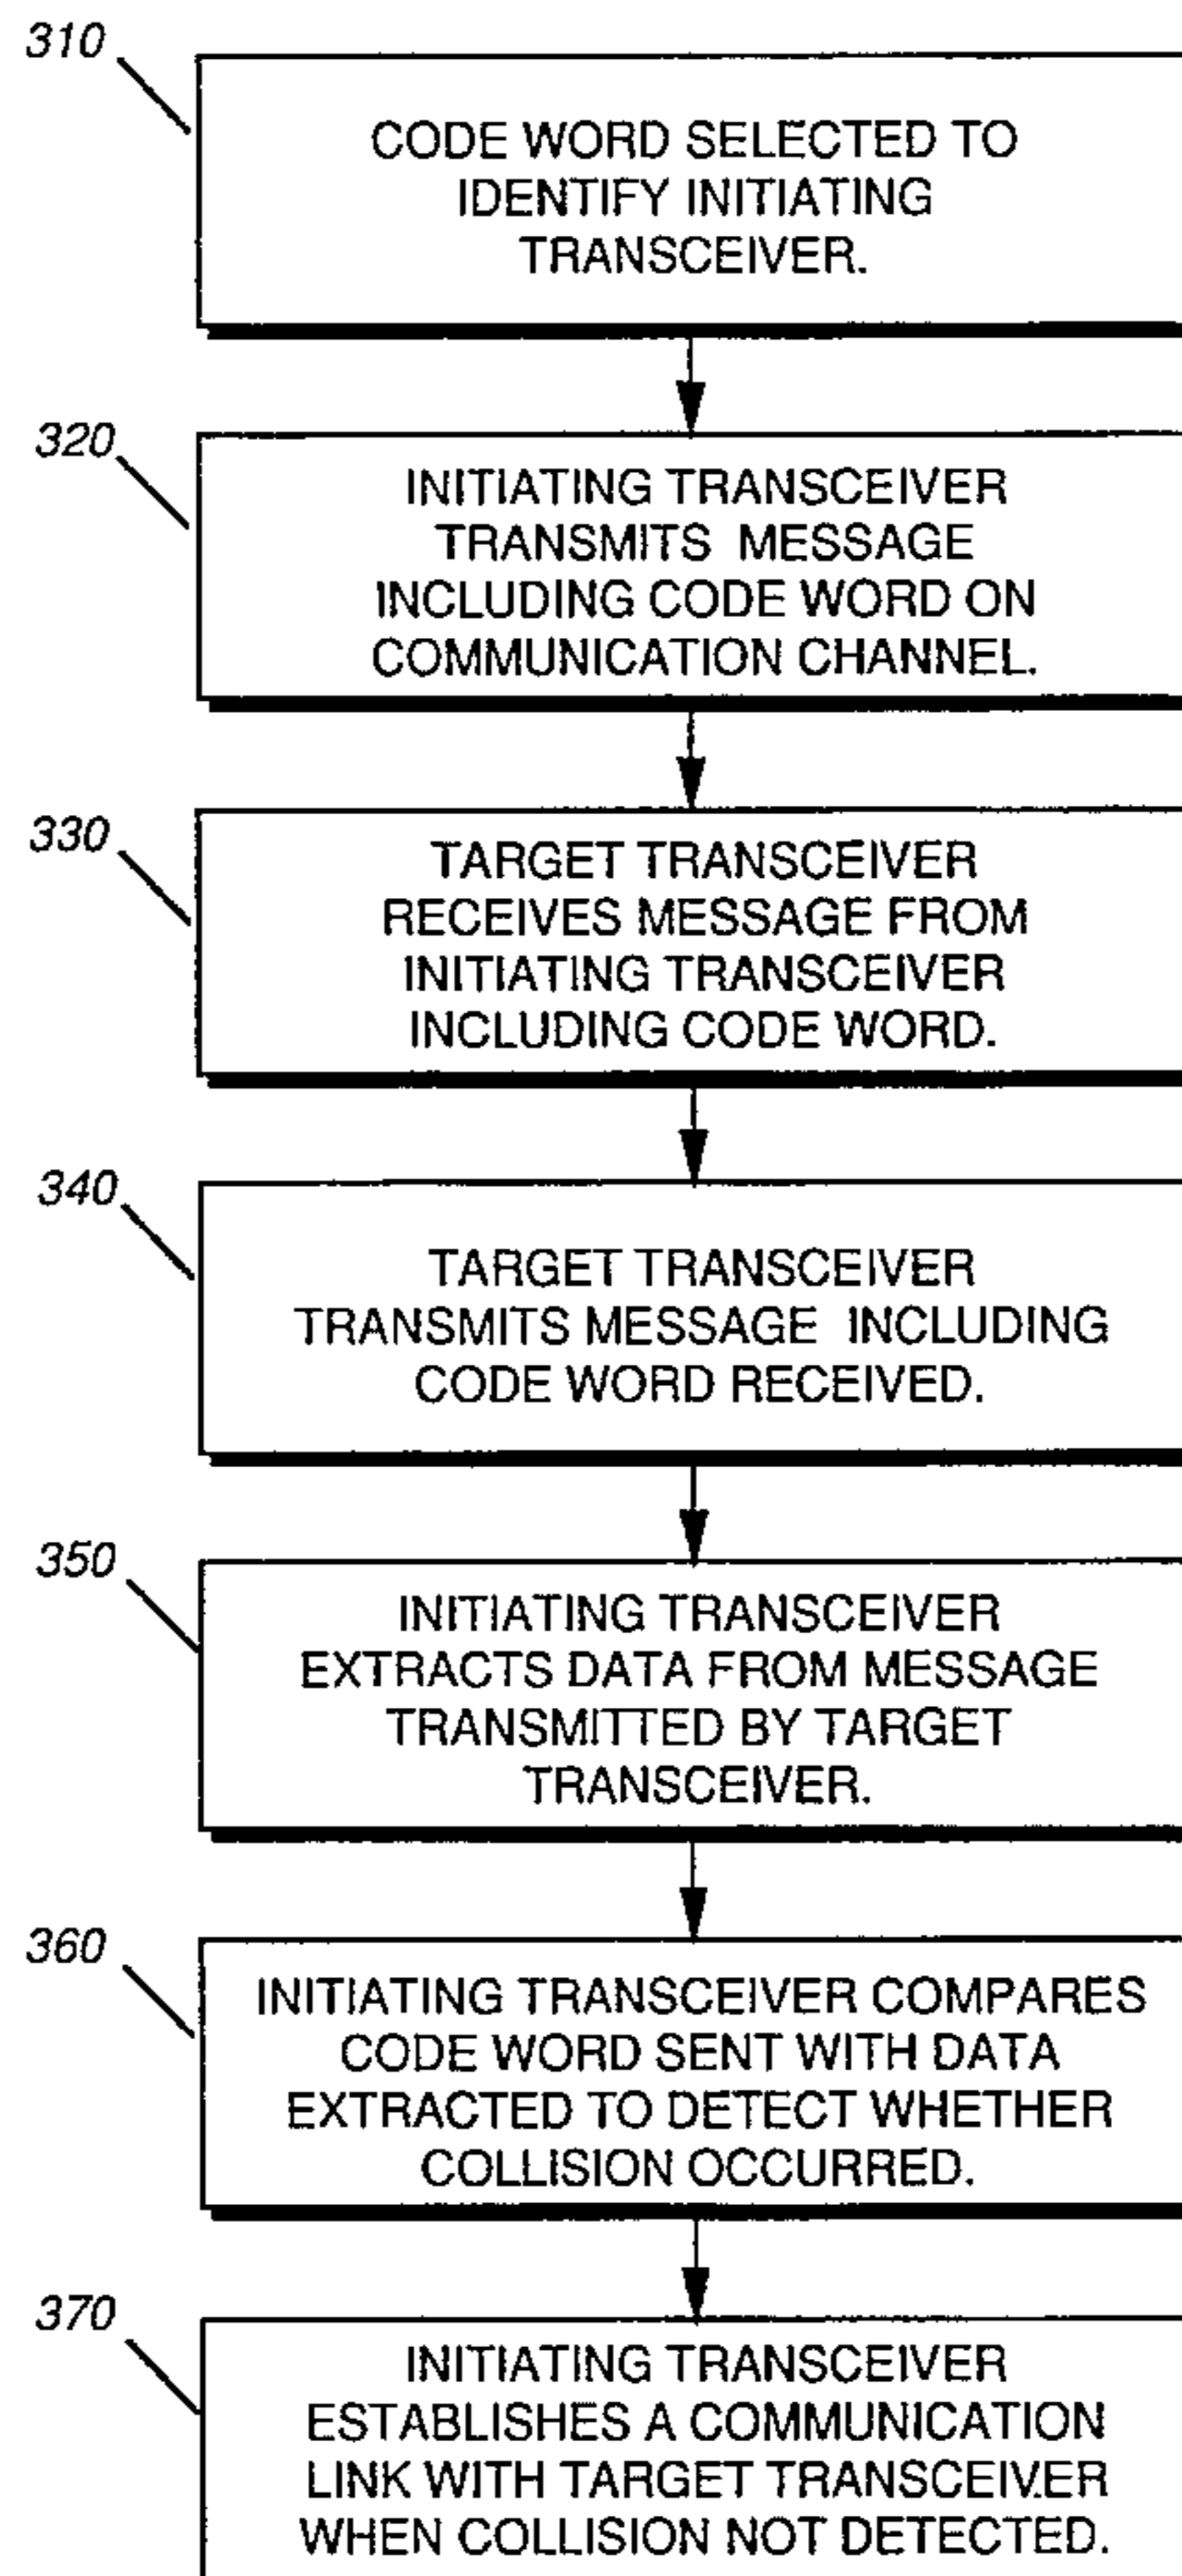 310
CODE WORD SELECTED TO
IDENTIFY INITIATING
TRANSCEIVER.
320
INITIATING TRANSCEIVER
TRANSMITS MESSAGE
INCLUDING CODE WORD ON
COMMUNICATION CHANNEL.
330
TARGET TRANSCEIVER
RECEIVES MESSAGE FROM
INITIATING TRANSCEIVER
INCLUDING CODE WORD.
340
TARGET TRANSCEIVER
TRANSMITS MESSAGE INCLUDING
CODE WORD RECEIVED.
350
INITIATING TRANSCEIVER
EXTRACTS DATA FROM MESSAGE
TRANSMITTED BY TARGET
TRANSCEIVER.
360
INITIATING TRANSCEIVER COMPARES
CODE WORD SENT WITH DATA
EXTRACTED TO DETECT WHETHER
COLLISION OCCURRED.
370
INITIATING TRANSCEIVER
ESTABLISHES A COMMUNICATION
LINK WITH TARGET TRANSCEIVER
WHEN COLLISION NOT DETECTED.